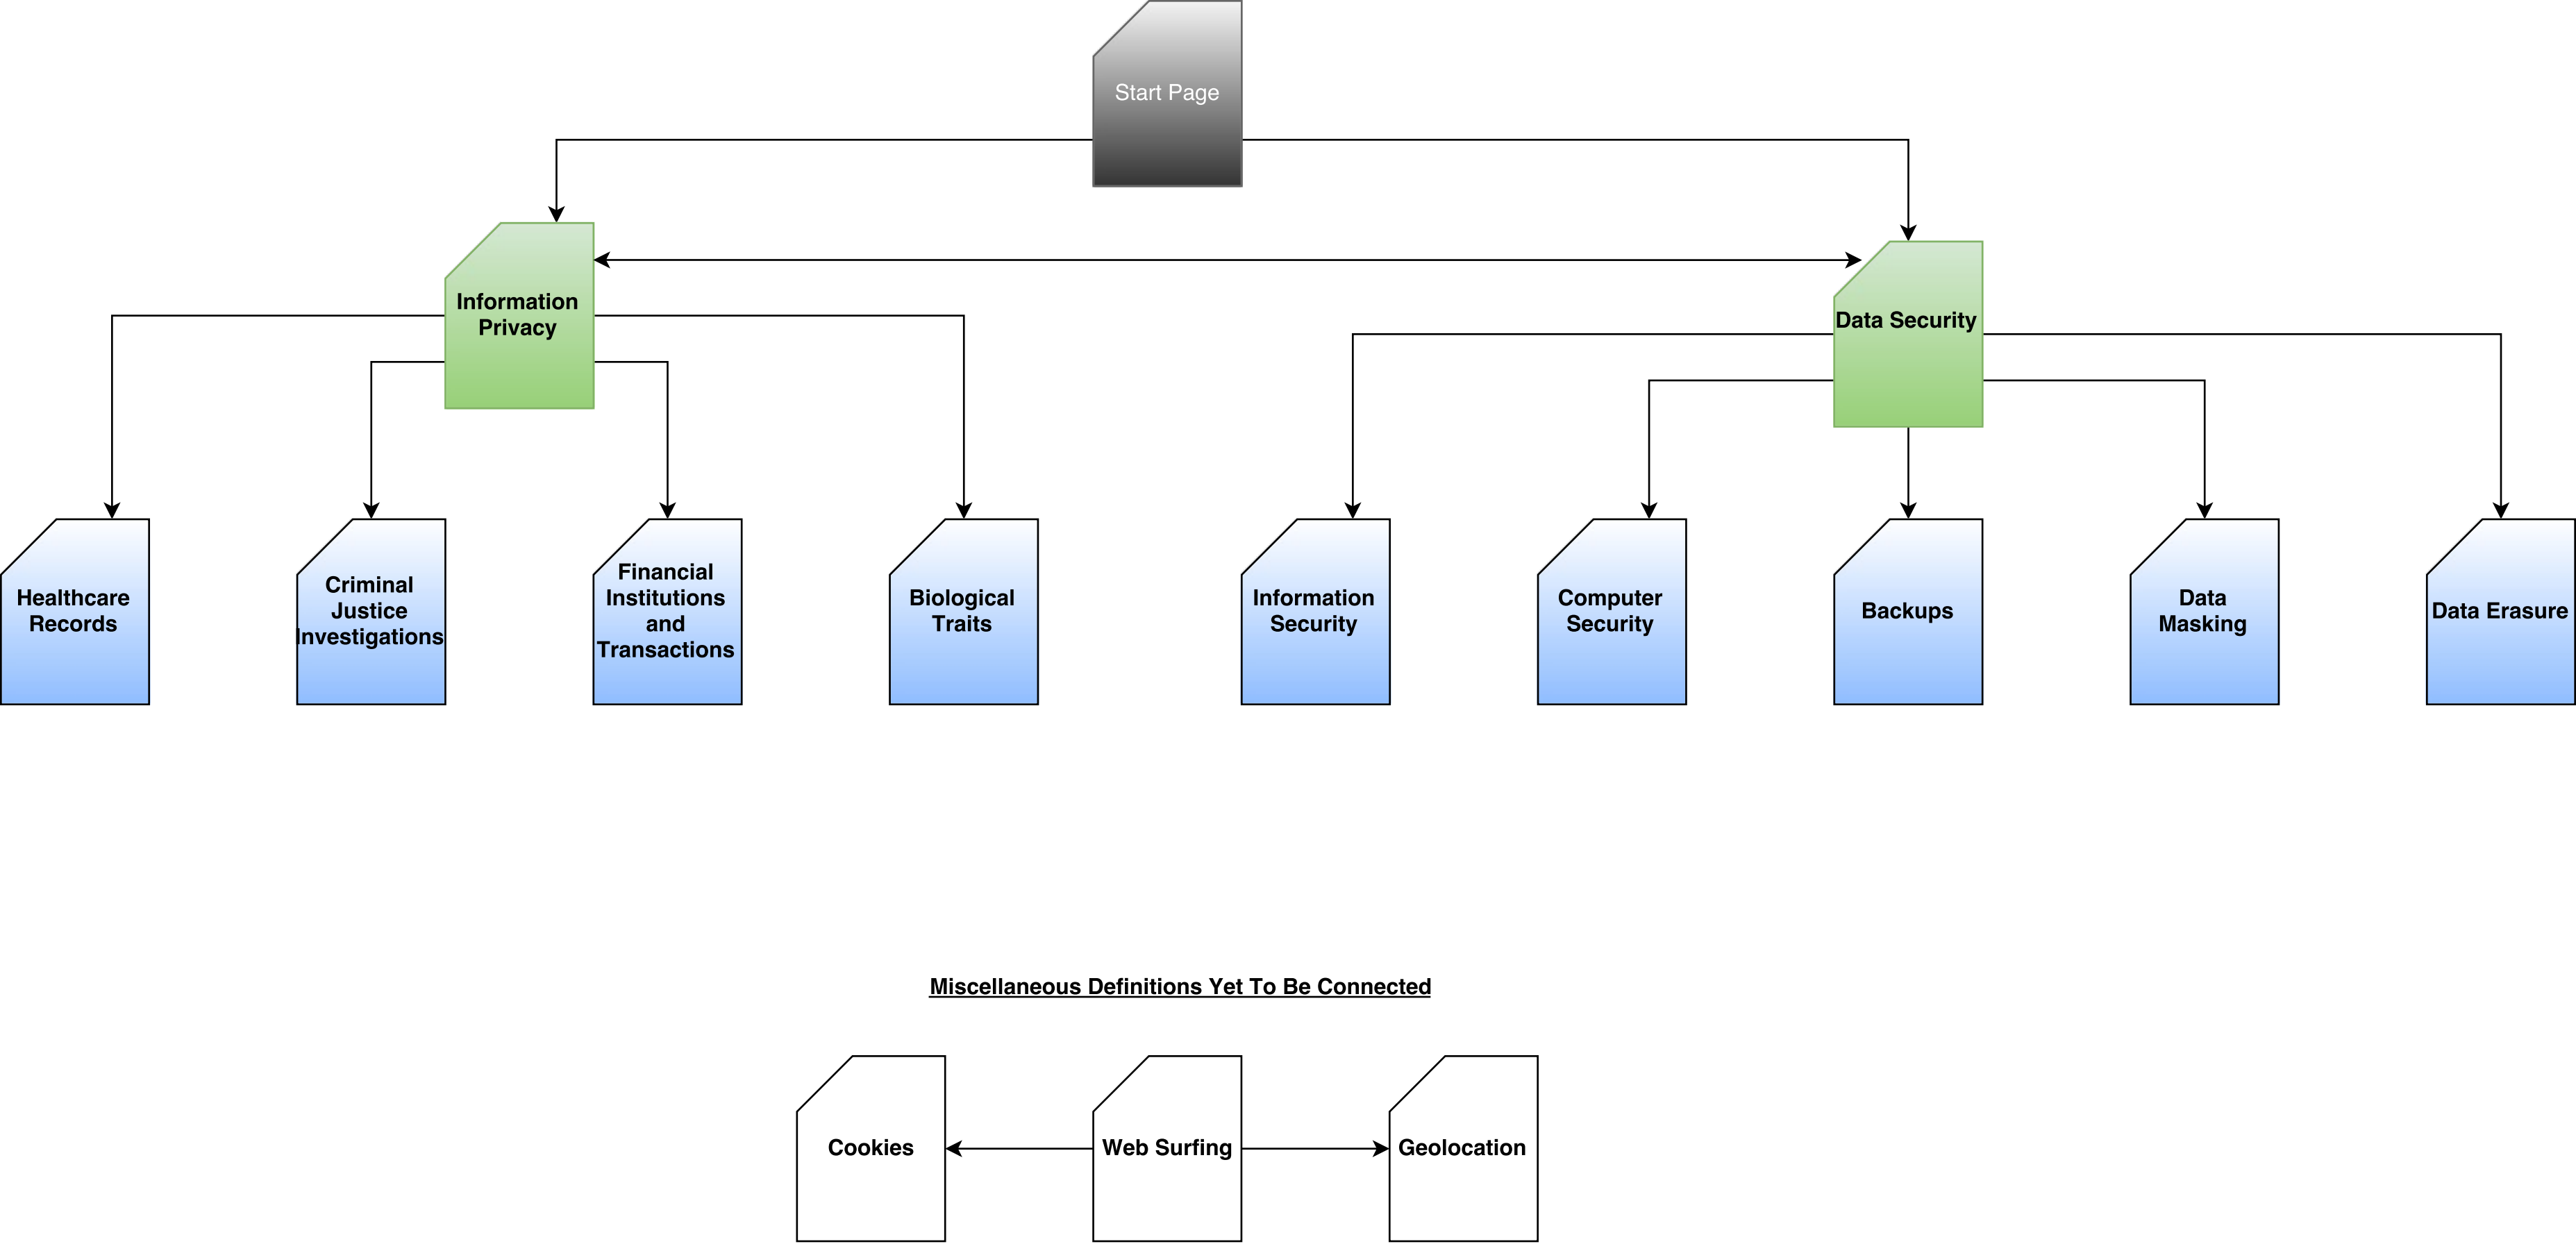 Start Page
Information
Privacy
Data Security
Healthcare
Records
Criminal
Justice
Investigations
Financial
Institutions
and
Transactions
Biological
Traits
Information
Security
Computer
Security
Backups
Data
Masking
Data Erasure
Miscellaneous Definitions Yet To Be Connected
Cookies
Web Surfing
Geolocation